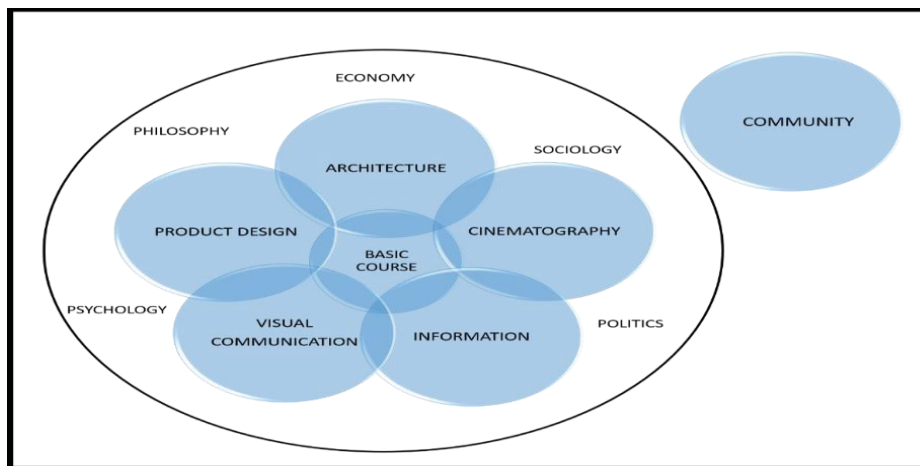 ECONOMY
PHILOSOPHY
COMMUNITY
SOCIOLOGY
ARCHITECTURE
PRODUCT DESIGN
CINEMATOGRAPHY
BASIC
COURSE
PSYCHOLOGY
VISUAL
COMMUNICATION
INFORMATION
POLITICS